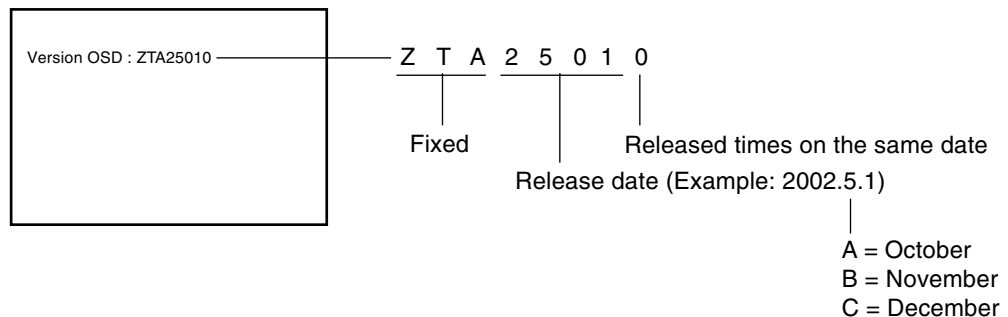 Version OSD : ZTA25010
Z T A 2 5 0 1 0
Fixed
Released times on the same date
Release date (Example: 2002.5.1)
A = October
B = November
C = December